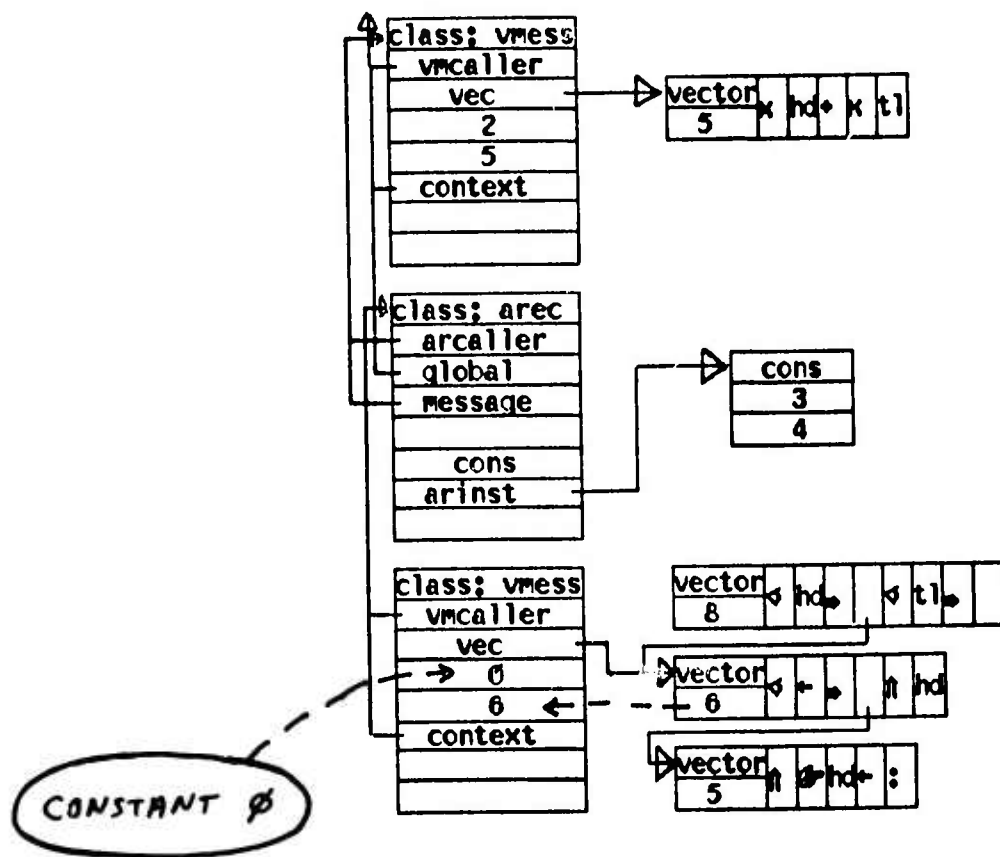 class: vmess
vmcaller
vec
2
5
context
vector
5
x hd + x tl
class: arec
arcaller
global
message
cons
arinst
cons
3
4
class: vmess
vmcaller
vec
0
6
context
vector
8
hd tl
vector
6
← hd
vector
5
hd ← :
CONSTANT Ø